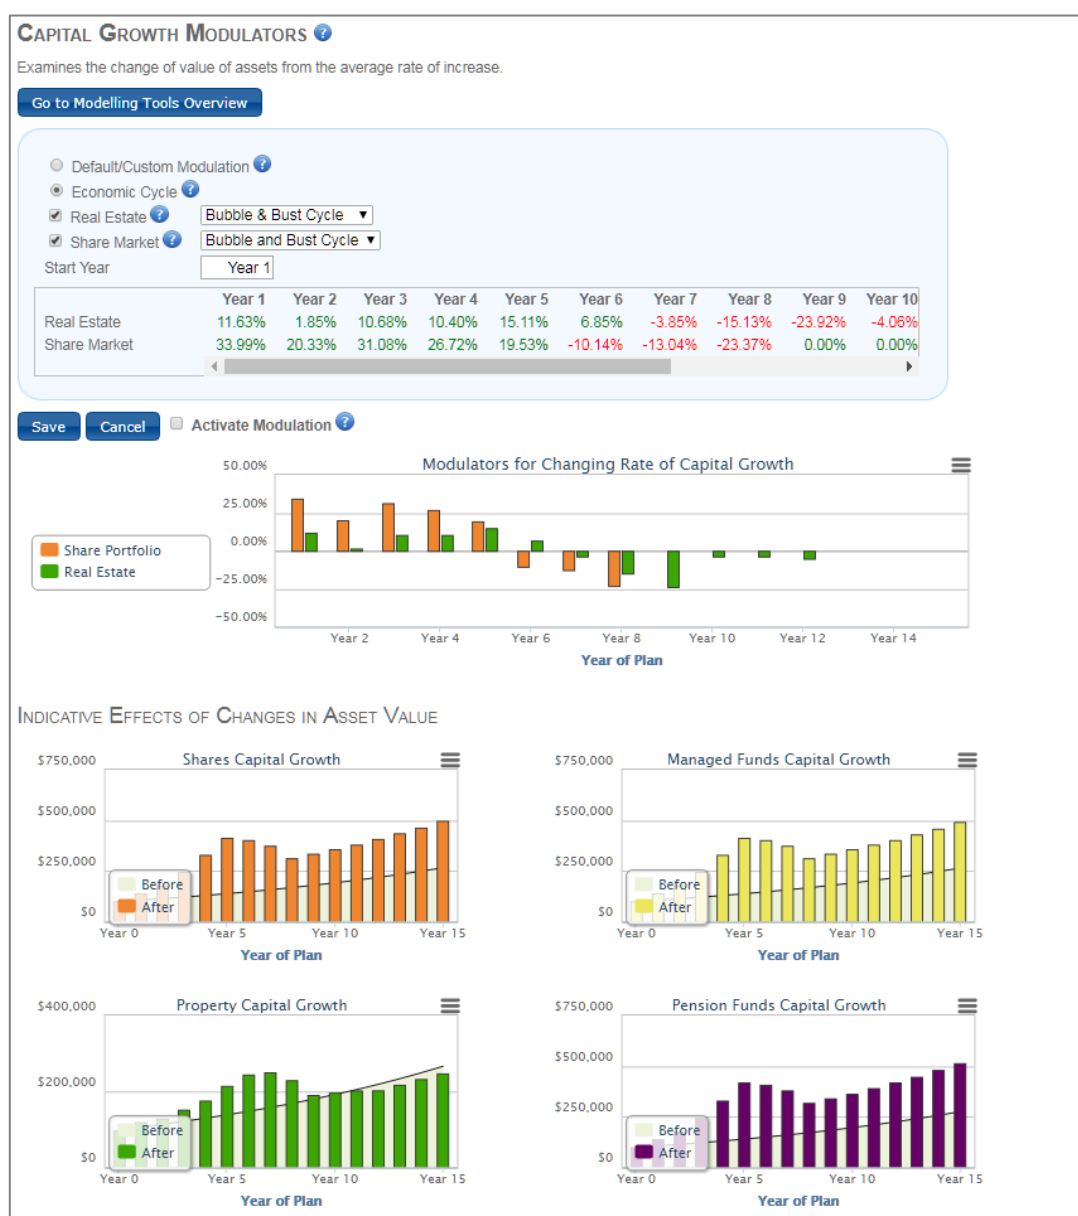 CAPITAL GROWTH MODULATORS ?
Examines the change of value of assets from the average rate of increase.
Go to Modelling Tools Overview
Default/Custom Modulation ?
Economic Cycle ?
Real Estate ? Bubble & Bust Cycle
Share Market ? Bubble and Bust Cycle
Start Year Year 1
Year 1 Year 2 Year 3 Year 4 Year 5 Year 6 Year 7 Year 8 Year 9 Year 10
Real Estate 11.63% 1.85% 10.68% 10.40% 15.11% 6.85% -3.85% -15.13% -23.92% -4.06%
Share Market 33.99% 20.33% 31.08% 26.72% 19.53% -10.14% -13.04% -23.37% 0.00% 0.00%
Save Cancel Activate Modulation ?
Modulators for Changing Rate of Capital Growth
50.00%
25.00%
0.00%
-25.00%
-50.00%
Share Portfolio
Real Estate
Year 2 Year 4 Year 6 Year 8 Year 10 Year 12 Year 14
Year of Plan
INDICATIVE EFFECTS OF CHANGES IN ASSET VALUE
Shares Capital Growth
$750,000
$500,000
$250,000
$0
Before
After
Year 0 Year 5 Year 10 Year 15
Year of Plan
Managed Funds Capital Growth
$750,000
$500,000
$250,000
$0
Before
After
Year 0 Year 5 Year 10 Year 15
Year of Plan
Property Capital Growth
$400,000
$200,000
$0
Before
After
Year 0 Year 5 Year 10 Year 15
Year of Plan
Pension Funds Capital Growth
$750,000
$500,000
$250,000
$0
Before
After
Year 0 Year 5 Year 10 Year 15
Year of Plan